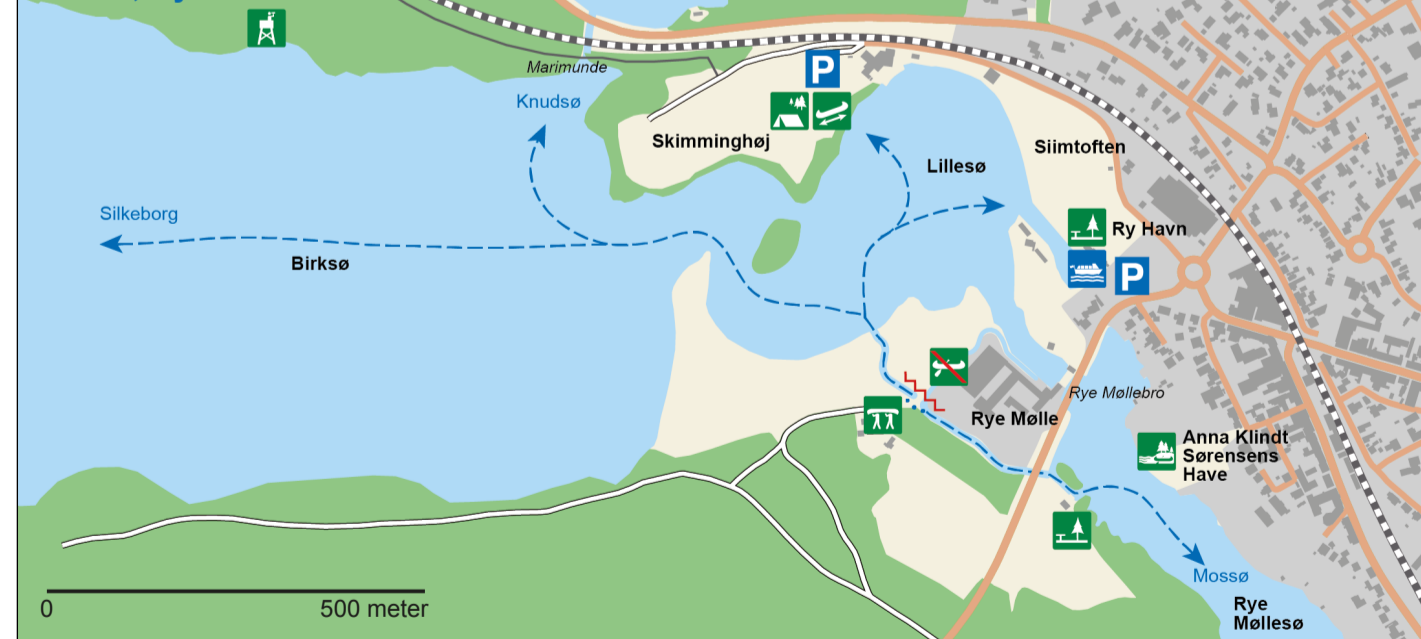 Marimunde
Knudsø
P
Skimminghøj
Siimtoften
Lillesø
Silkeborg
Ry Havn
Birksø
P
Rye Møllebro
Rye Mølle
Anna Klindt
Sørensens
Have
Mossø
Rye
Møllesø
0
500 meter